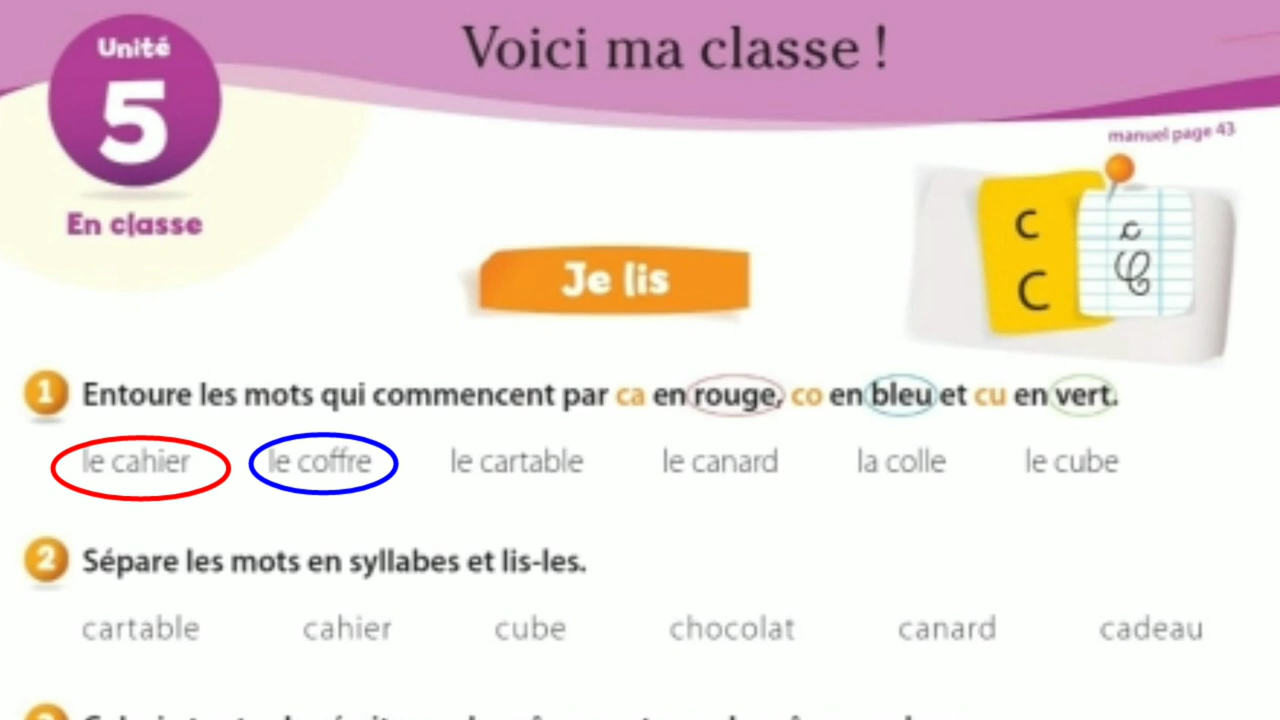 Unité
5
En classe
Voici ma classe !
manuel page 43
c c
C C
Je lis
1 Entoure les mots qui commencent par ca en rouge, co en bleu et cu en vert.
le cahier le coffre le cartable le canard la colle le cube
2 Sépare les mots en syllabes et lis-les.
cartable cahier cube chocolat canard cadeau